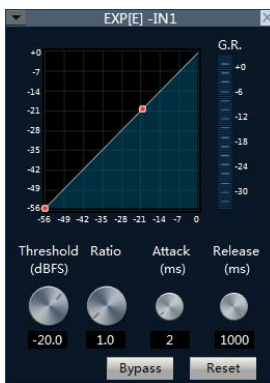 EXP[E] -IN1
G.R.
+0
-7
-14
-21
-28
-35
-42
-49
-56
-56 -49 -42 -35 -28 -21 -14 -7 0
+0
-6
-12
-18
-24
-30
Threshold Ratio Attack Release
(dBFS) (ms) (ms)
-20.0 1.0 2 1000
Bypass Reset